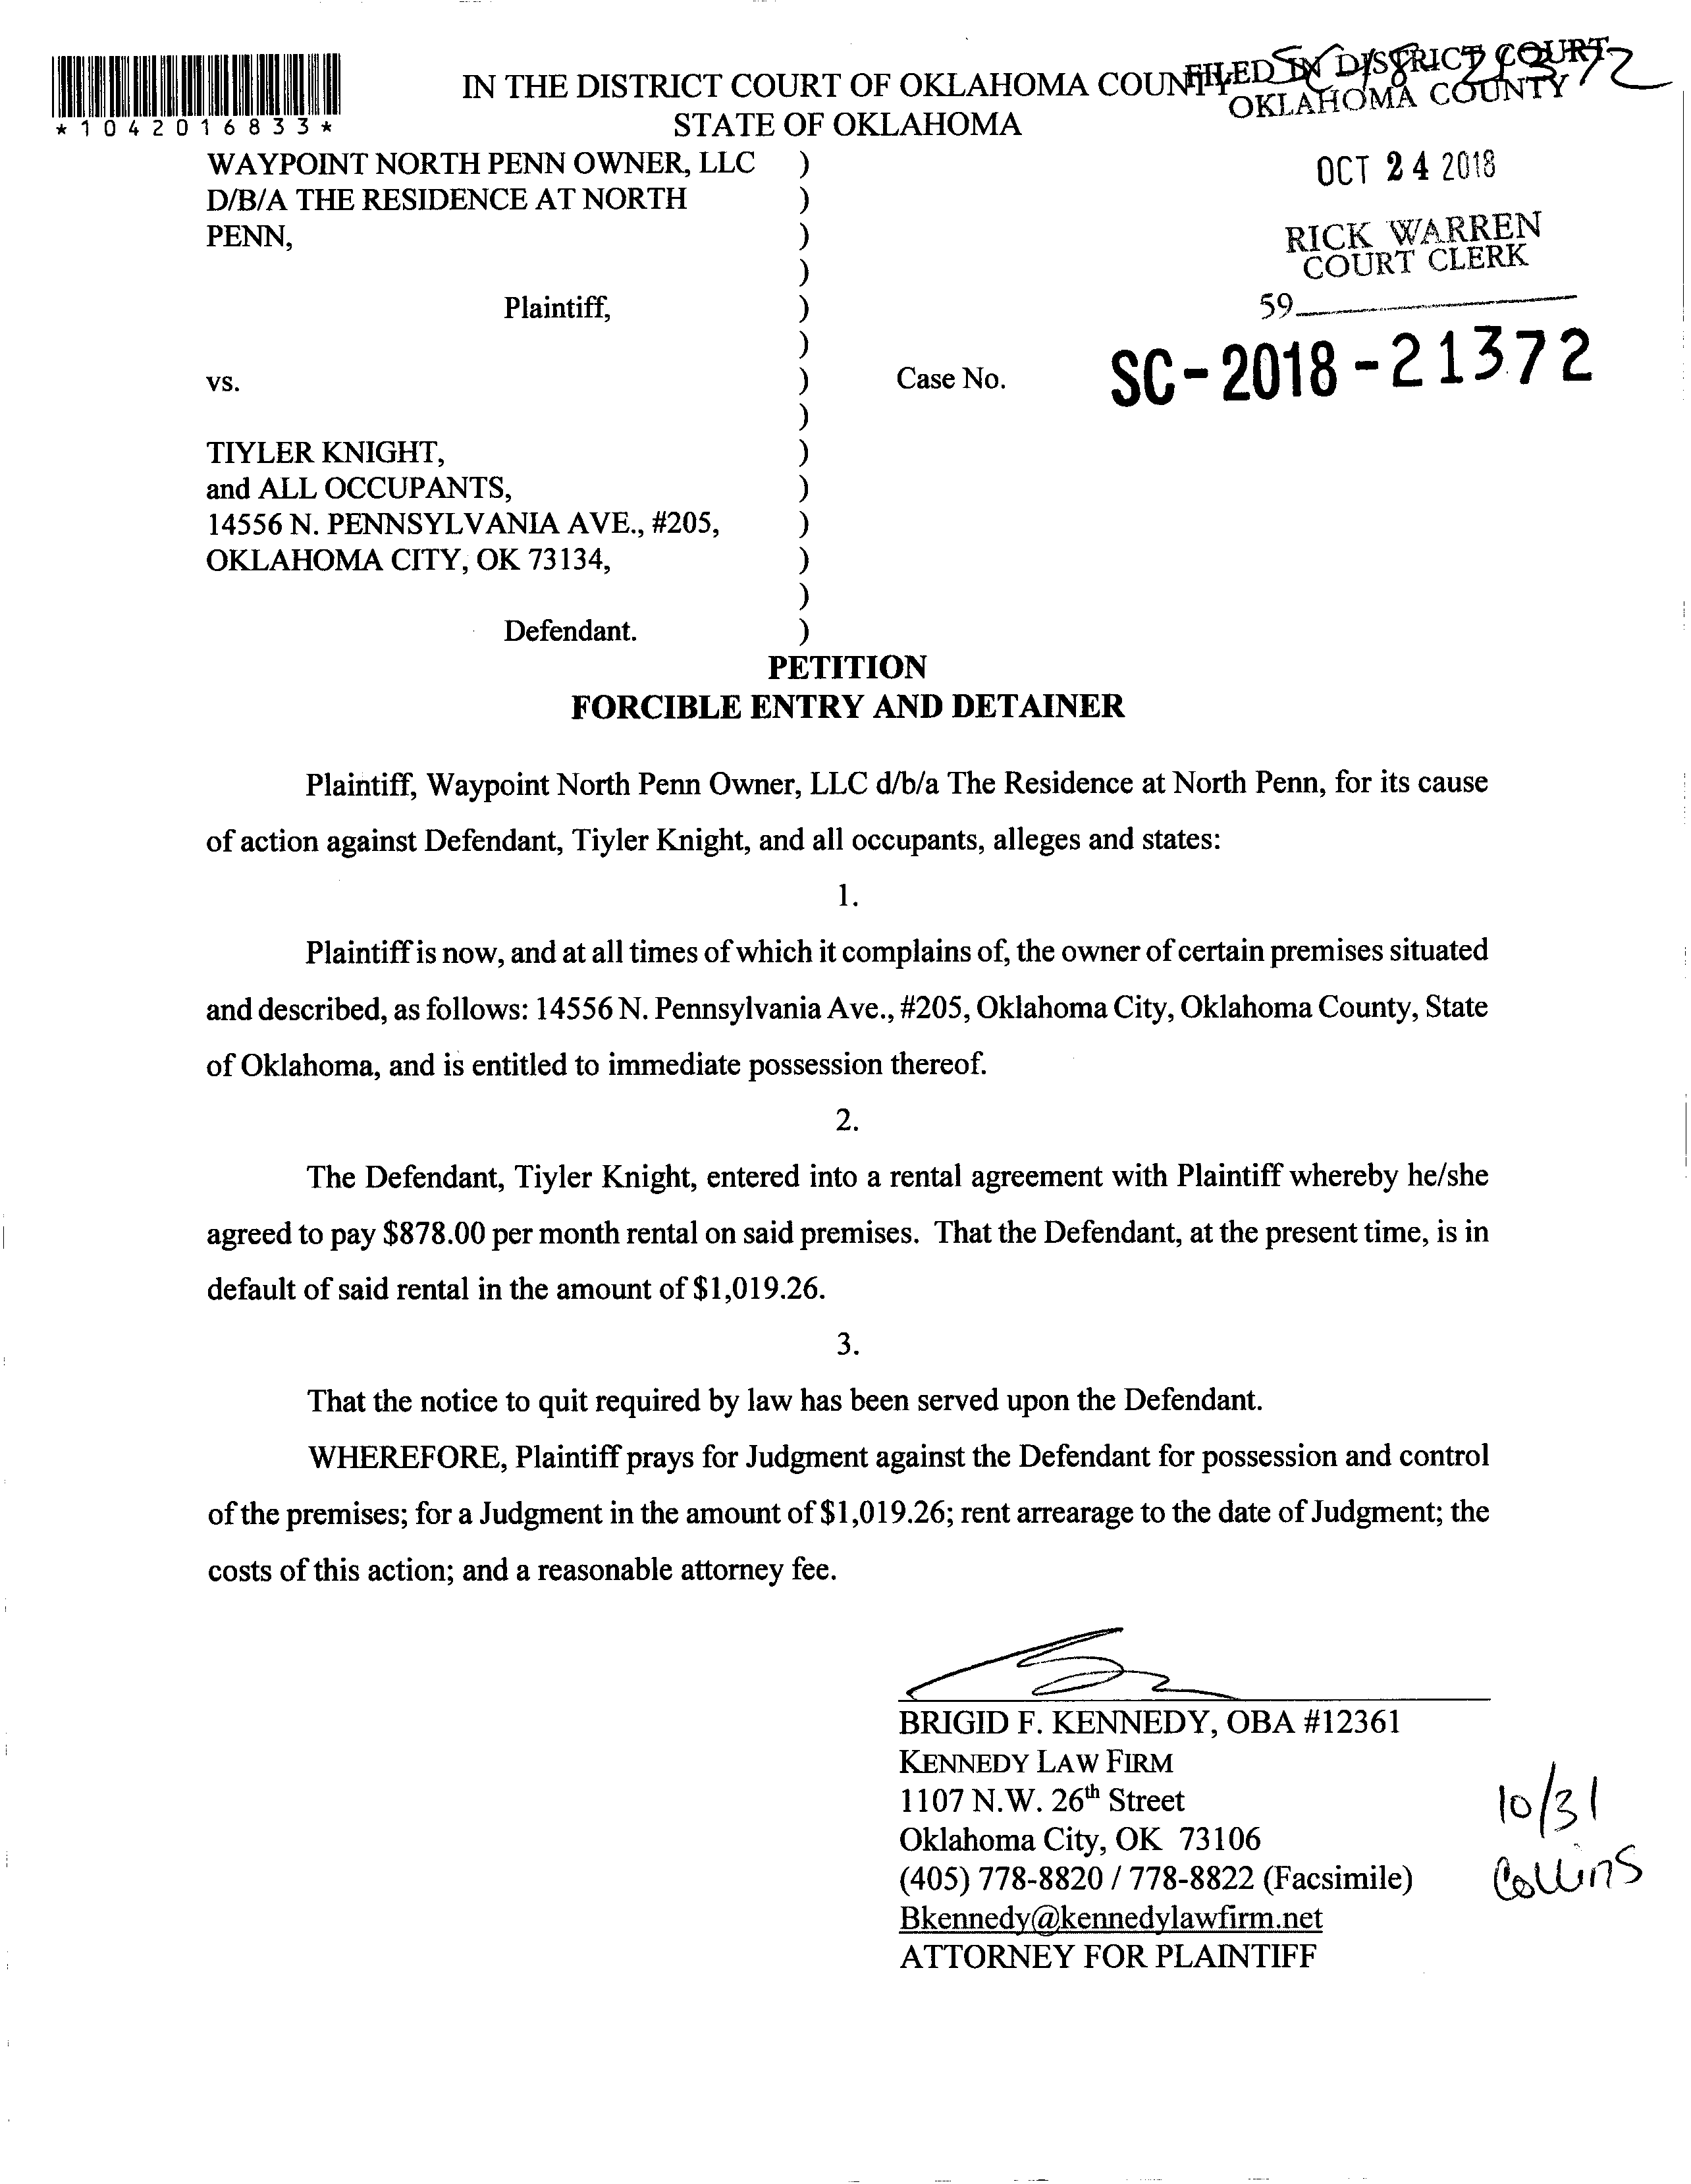 *1042016833*
IN THE DISTRICT COURT OF OKLAHOMA COUNTY
STATE OF OKLAHOMA
FILED IN DISTRICT COURT
OKLAHOMA COUNTY
OCT 24 2018
RICK WARREN
COURT CLERK
59
WAYPOINT NORTH PENN OWNER, LLC )
D/B/A THE RESIDENCE AT NORTH )
PENN, )
)
Plaintiff, )
)
vs. ) Case No. SC-2018-21372
)
TIYLER KNIGHT, )
and ALL OCCUPANTS, )
14556 N. PENNSYLVANIA AVE., #205, )
OKLAHOMA CITY, OK 73134, )
)
Defendant. )
PETITION
FORCIBLE ENTRY AND DETAINER
Plaintiff, Waypoint North Penn Owner, LLC d/b/a The Residence at North Penn, for its cause
of action against Defendant, Tiyler Knight, and all occupants, alleges and states:
1.
Plaintiff is now, and at all times of which it complains of, the owner of certain premises situated
and described, as follows: 14556 N. Pennsylvania Ave., #205, Oklahoma City, Oklahoma County, State
of Oklahoma, and is entitled to immediate possession thereof.
2.
The Defendant, Tiyler Knight, entered into a rental agreement with Plaintiff whereby he/she
agreed to pay $878.00 per month rental on said premises. That the Defendant, at the present time, is in
default of said rental in the amount of $1,019.26.
3.
That the notice to quit required by law has been served upon the Defendant.
WHEREFORE, Plaintiff prays for Judgment against the Defendant for possession and control
of the premises; for a Judgment in the amount of $1,019.26; rent arrearage to the date of Judgment; the
costs of this action; and a reasonable attorney fee.
BRIGID F. KENNEDY, OBA #12361
KENNEDY LAW FIRM
1107 N.W. 26th Street
Oklahoma City, OK 73106
(405) 778-8820 / 778-8822 (Facsimile)
Bkennedy@kennedylawfirm.net
ATTORNEY FOR PLAINTIFF
10/31
Collins